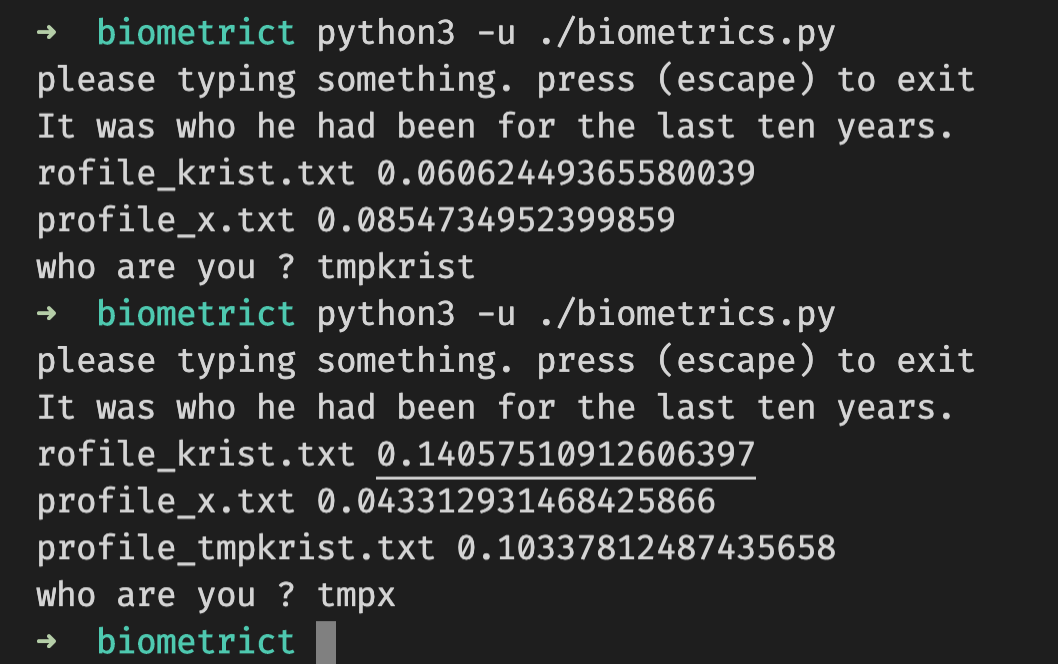 ➜  biometrict python3 -u ./biometrics.py
please typing something. press (escape) to exit
It was who he had been for the last ten years.
rofile_krist.txt 0.06062449365580039
profile_x.txt 0.0854734952399859
who are you ? tmpkrist
➜  biometrict python3 -u ./biometrics.py
please typing something. press (escape) to exit
It was who he had been for the last ten years.
rofile_krist.txt 0.14057510912606397
profile_x.txt 0.043312931468425866
profile_tmpkrist.txt 0.10337812487435658
who are you ? tmpx
➜  biometrict